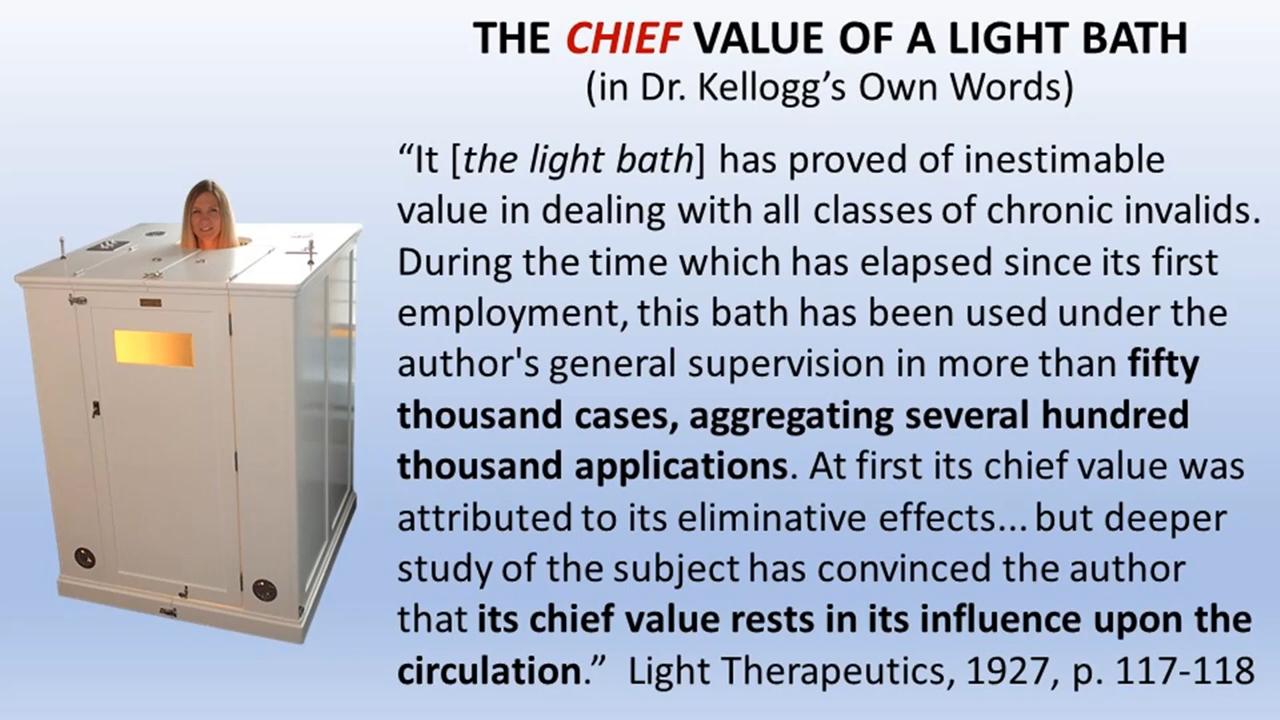 THE CHIEF VALUE OF A LIGHT BATH
(in Dr. Kellogg’s Own Words)
“It [the light bath] has proved of inestimable
value in dealing with all classes of chronic invalids.
During the time which has elapsed since its first
employment, this bath has been used under the
author's general supervision in more than fifty
thousand cases, aggregating several hundred
thousand applications. At first its chief value was
attributed to its eliminative effects... but deeper
study of the subject has convinced the author
that its chief value rests in its influence upon the
circulation.” Light Therapeutics, 1927, p. 117-118